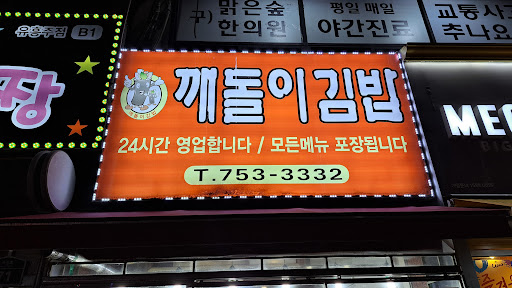 유흥주점 B1
짱
구)
맑은숲
한의원
평일 매일
야간진료
교통사고
추나요
깨돌이김밥
24시간 영업합니다 / 모든메뉴 포장됩니다
T.753-3332
MEG